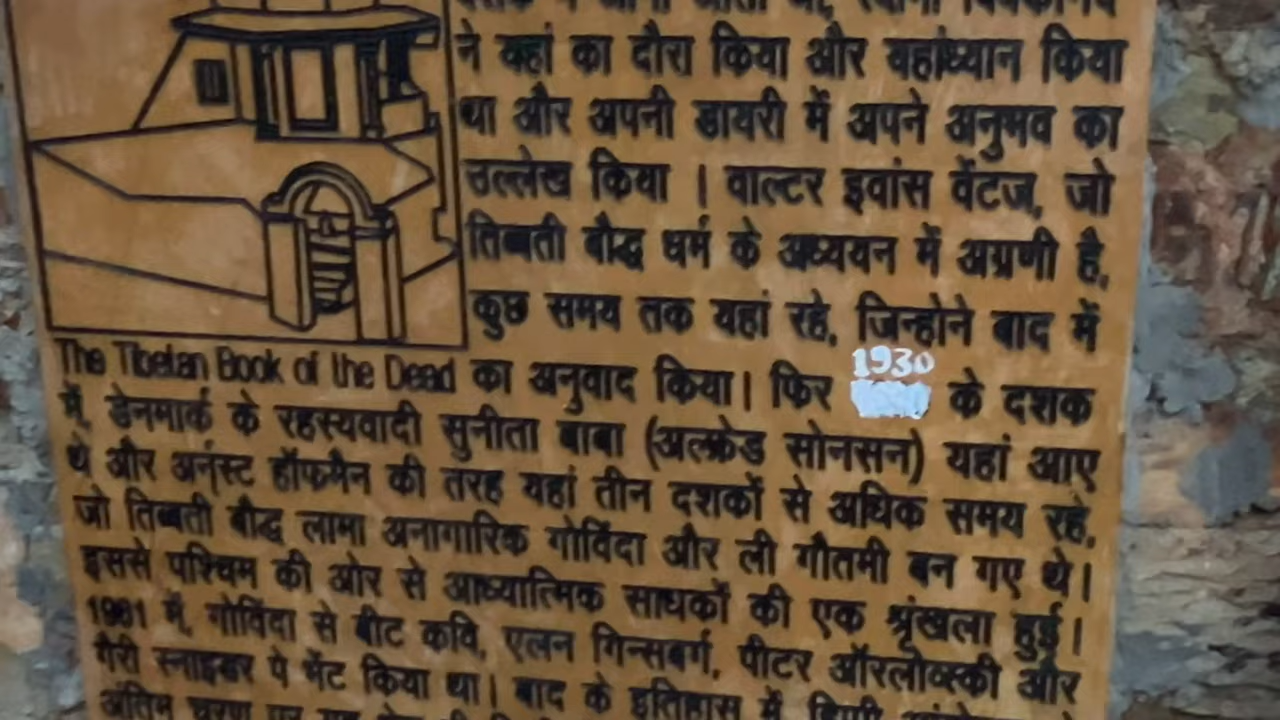 ने वहां का दौरा किया और वहांध्यान किया
था और अपनी डायरी में अपने अनुभव का
उल्लेख किया । वाल्टर इवांस वेंटज, जो
तिब्बती बौद्ध धर्म के अध्ययन में अग्रणी है,
कुछ समय तक यहां रहे, जिन्होने बाद में
The Tibetan Book of the Dead का अनुवाद किया। फिर 1930 के दशक
में, डेनमार्क के रहस्यवादी सुनीता बाबा (अल्फ्रेड सोनसन) यहां आए
थे और अर्न्स्ट हॉफमैन की तरह यहां तीन दशकों से अधिक समय रहे,
जो तिब्बती बौद्ध लामा अनागारिक गोविंदा और ली गौतमी बन गए थे।
इससे पश्चिम की ओर से आध्यात्मिक साधकों की एक श्रृंखला हुई।
1961 में, गोविंदा से बीट कवि, एलन गिन्सबर्ग, पीटर ऑरलोव्स्की और
गैरी स्नाइडर पे भेंट किया था। बाद के इतिहास में, हिप्पी
अंतिम चरण